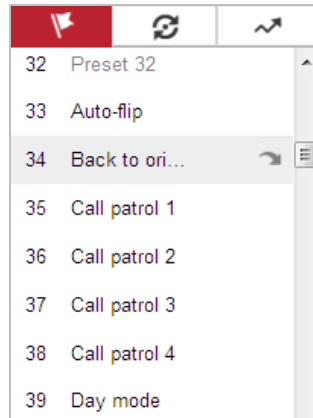 32 Preset 32
33 Auto-flip
34 Back to ori...
35 Call patrol 1
36 Call patrol 2
37 Call patrol 3
38 Call patrol 4
39 Day mode